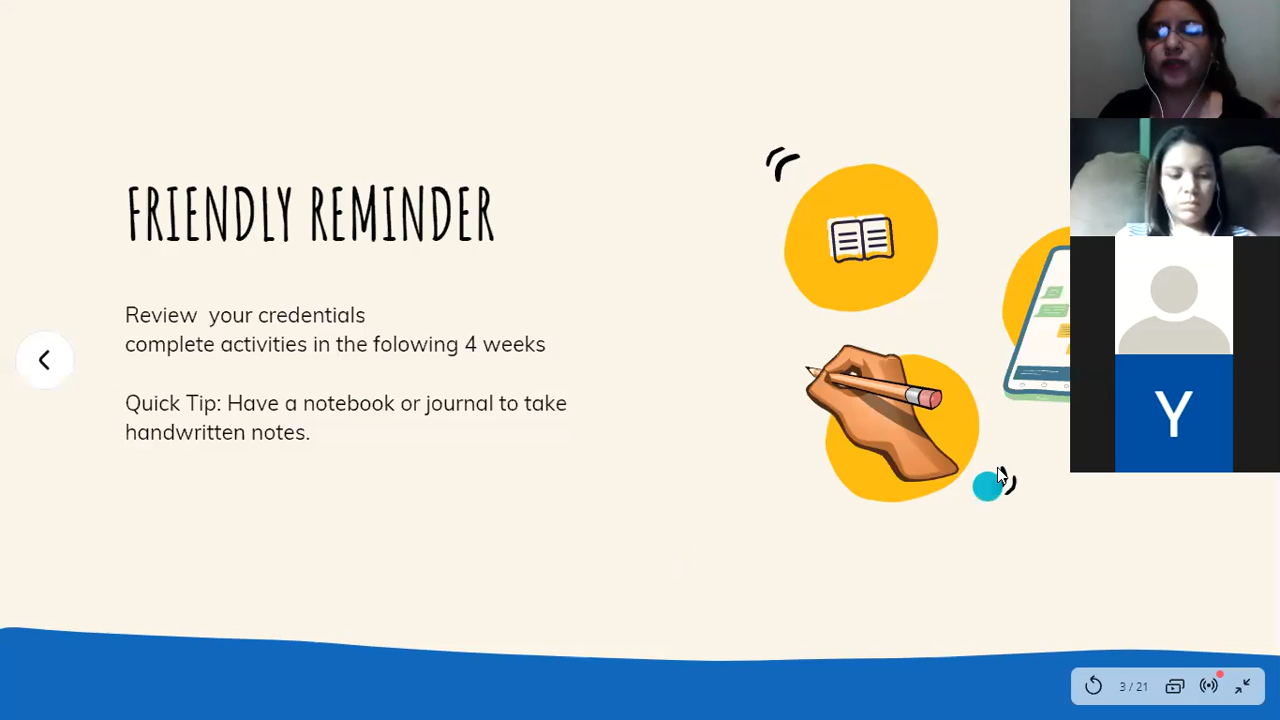 FRIENDLY REMINDER
Review your credentials
complete activities in the folowing 4 weeks
Quick Tip: Have a notebook or journal to take
handwritten notes.
Y
3 / 21